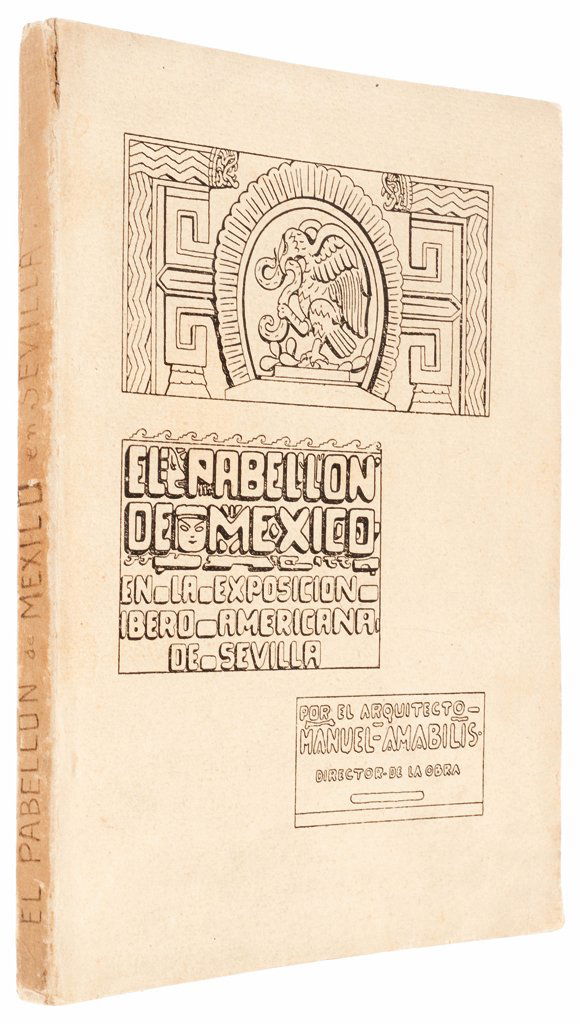 EL PABELLON
DE MEXICO
EN LA EXPOSICION
IBERO-AMERICANA
DE SEVILLA
POR EL ARQUITECTO
MANUEL-AMABILIS.
DIRECTOR-DE LA OBRA
EL PABELLON de MEXICO en SEVILLA.